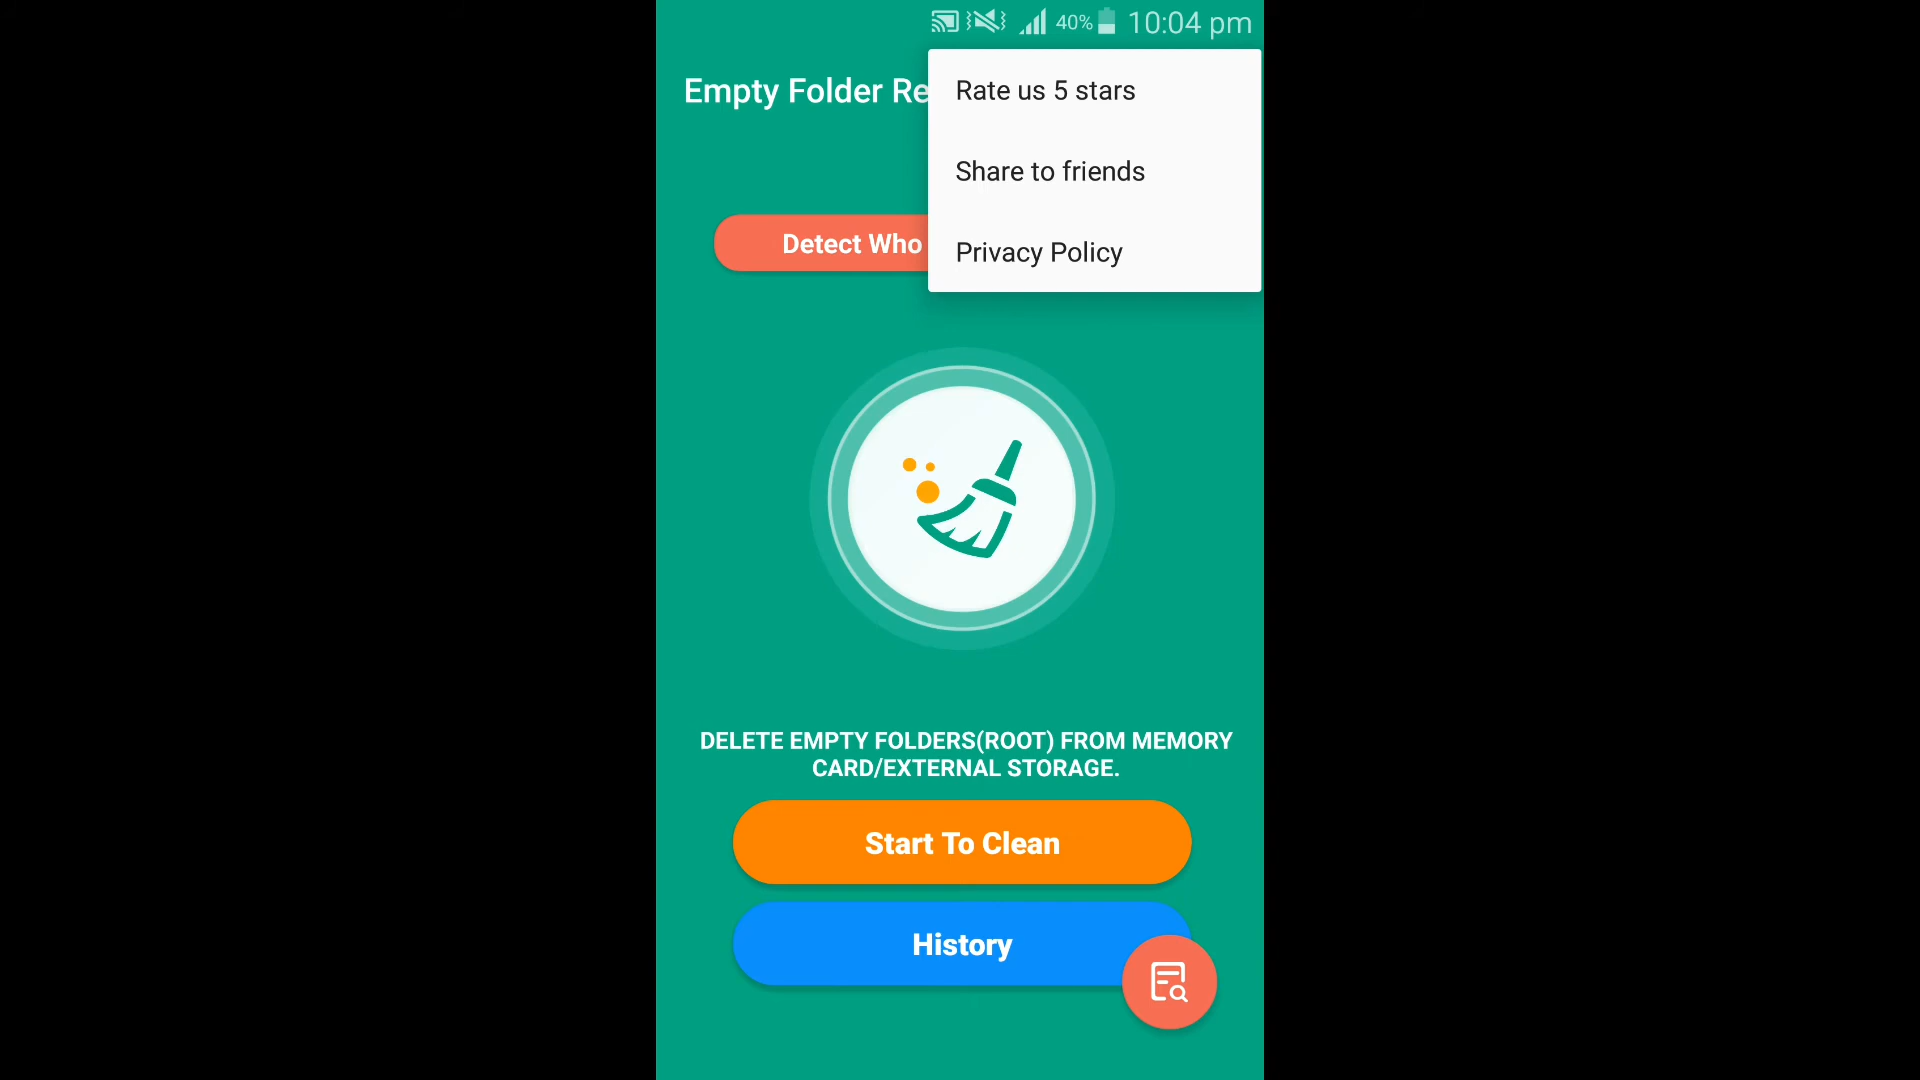 40% 10:04 pm
Empty Folder Re
Rate us 5 stars
Share to friends
Privacy Policy
Detect Who
DELETE EMPTY FOLDERS(ROOT) FROM MEMORY
CARD/EXTERNAL STORAGE.
Start To Clean
History